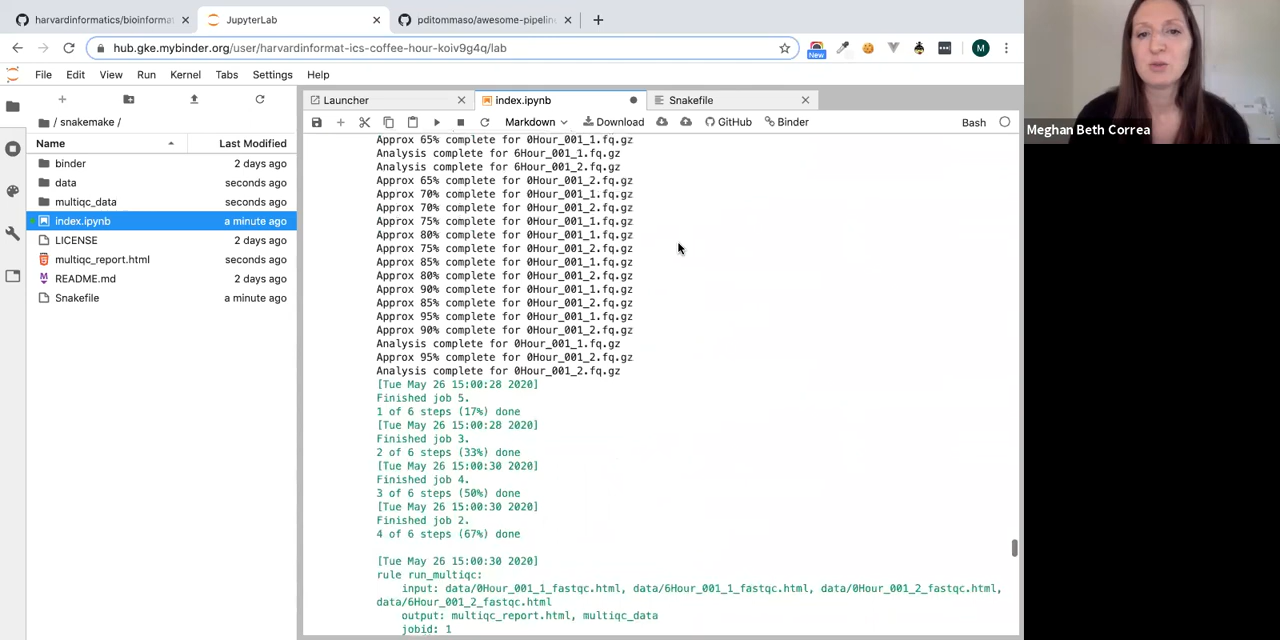 harvardinformatics/bioinformat
JupyterLab
pditommaso/awesome-pipelin
hub.gke.mybinder.org/user/harvardinformat-ics-coffee-hour-koiv9g4q/lab
New
M
File Edit View Run Kernel Tabs Settings Help
Launcher
index.ipynb
Snakefile
Markdown
Download
GitHub
Binder
Bash
/ snakemake /
Name Last Modified
binder 2 days ago
data seconds ago
multiqc_data seconds ago
index.ipynb a minute ago
LICENSE 2 days ago
multiqc_report.html seconds ago
README.md 2 days ago
Snakefile a minute ago
Approx 65% complete for 0Hour_001_1.fq.gz
Analysis complete for 6Hour_001_1.fq.gz
Analysis complete for 6Hour_001_2.fq.gz
Approx 65% complete for 0Hour_001_2.fq.gz
Approx 70% complete for 0Hour_001_1.fq.gz
Approx 70% complete for 0Hour_001_2.fq.gz
Approx 75% complete for 0Hour_001_1.fq.gz
Approx 80% complete for 0Hour_001_1.fq.gz
Approx 75% complete for 0Hour_001_2.fq.gz
Approx 85% complete for 0Hour_001_1.fq.gz
Approx 80% complete for 0Hour_001_2.fq.gz
Approx 90% complete for 0Hour_001_1.fq.gz
Approx 85% complete for 0Hour_001_2.fq.gz
Approx 95% complete for 0Hour_001_1.fq.gz
Approx 90% complete for 0Hour_001_2.fq.gz
Analysis complete for 0Hour_001_1.fq.gz
Approx 95% complete for 0Hour_001_2.fq.gz
Analysis complete for 0Hour_001_2.fq.gz
[Tue May 26 15:00:28 2020]
Finished job 5.
1 of 6 steps (17%) done
[Tue May 26 15:00:28 2020]
Finished job 3.
2 of 6 steps (33%) done
[Tue May 26 15:00:30 2020]
Finished job 4.
3 of 6 steps (50%) done
[Tue May 26 15:00:30 2020]
Finished job 2.
4 of 6 steps (67%) done
[Tue May 26 15:00:30 2020]
rule run_multiqc:
input: data/0Hour_001_1_fastqc.html, data/6Hour_001_1_fastqc.html, data/0Hour_001_2_fastqc.html,
data/6Hour_001_2_fastqc.html
output: multiqc_report.html, multiqc_data
jobid: 1
Meghan Beth Correa